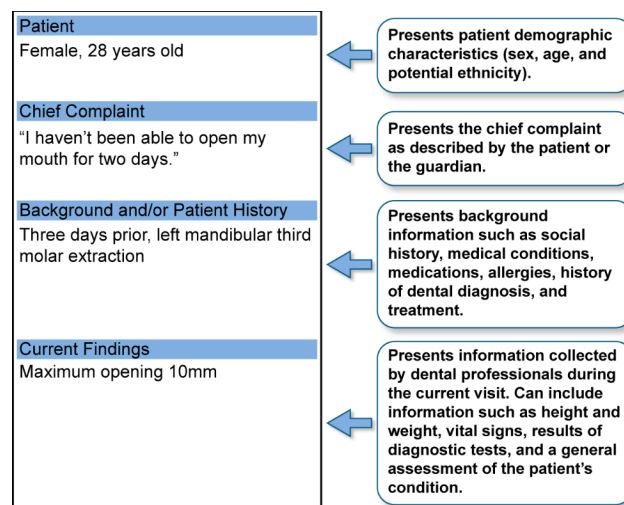 Patient
Female, 28 years old
Presents patient demographic
characteristics (sex, age, and
potential ethnicity).
Chief Complaint
“I haven’t been able to open my
mouth for two days.”
Presents the chief complaint
as described by the patient or
the guardian.
Background and/or Patient History
Three days prior, left mandibular third
molar extraction
Presents background
information such as social
history, medical conditions,
medications, allergies, history
of dental diagnosis, and
treatment.
Current Findings
Maximum opening 10mm
Presents information collected
by dental professionals during
the current visit. Can include
information such as height and
weight, vital signs, results of
diagnostic tests, and a general
assessment of the patient’s
condition.